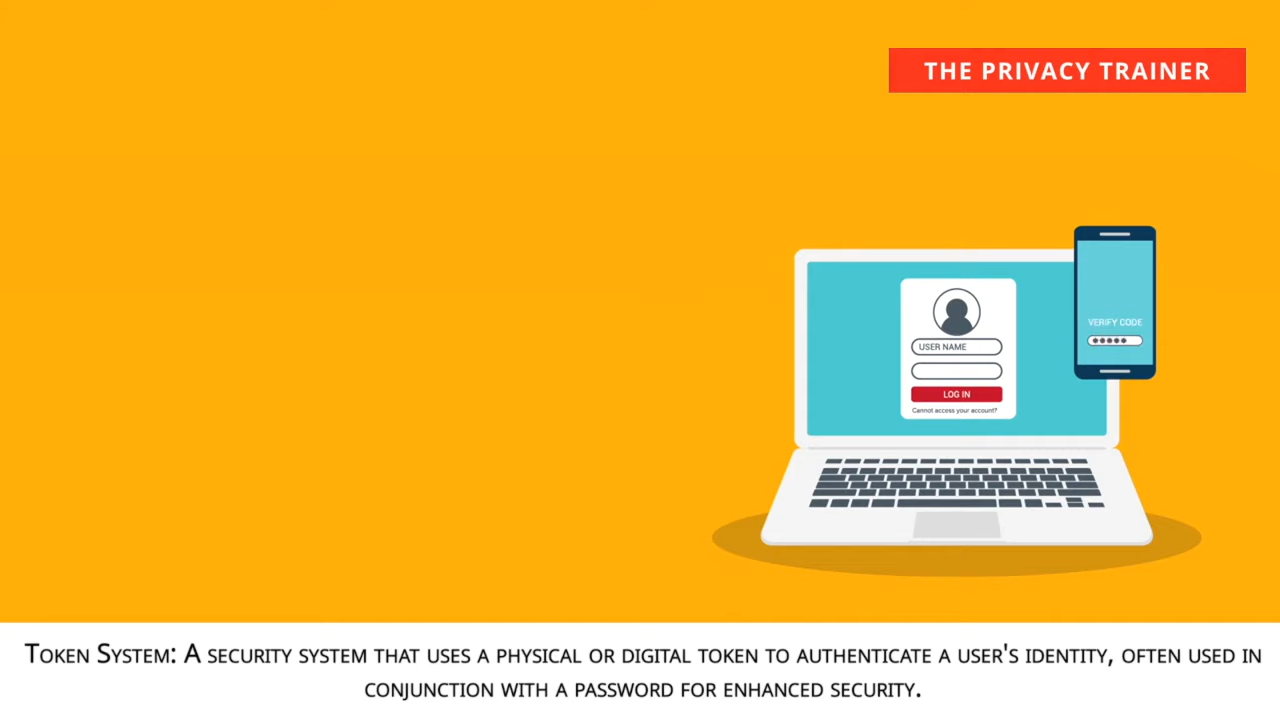 THE PRIVACY TRAINER
VERIFY CODE
USER NAME
LOG IN
Cannot access your account?
Token System: A security system that uses a physical or digital token to authenticate a user's identity, often used in
conjunction with a password for enhanced security.